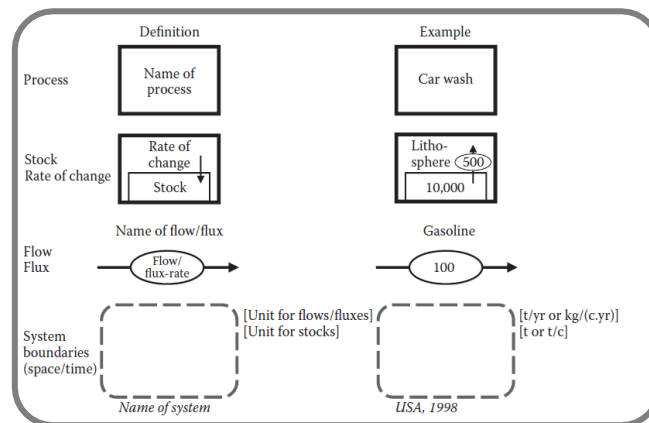 Definition
Example
Process
Name of
process
Car wash
Stock
Rate of change
Rate of
change
Stock
Litho-
sphere
500
10,000
Name of flow/flux
Gasoline
Flow
Flux
Flow/
flux-rate
100
System
boundaries
(space/time)
[Unit for flows/fluxes]
[Unit for stocks]
[t/yr or kg/(c.yr)]
[t or t/c]
Name of system
USA, 1998